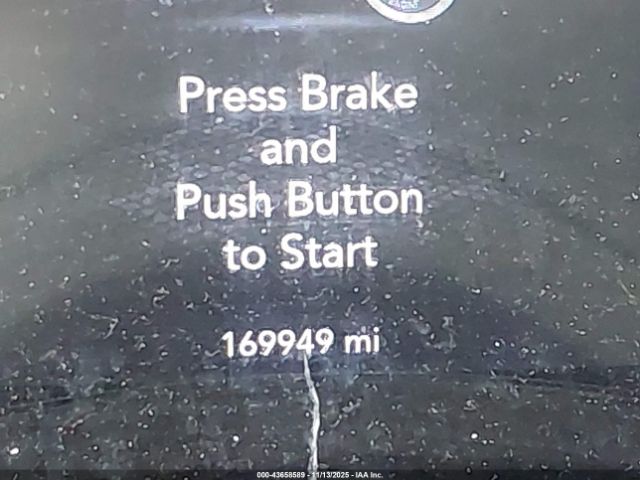 Press Brake
and
Push Button
to Start
169949 mi
000-43658589 - 11/13/2025 - IAA Inc.